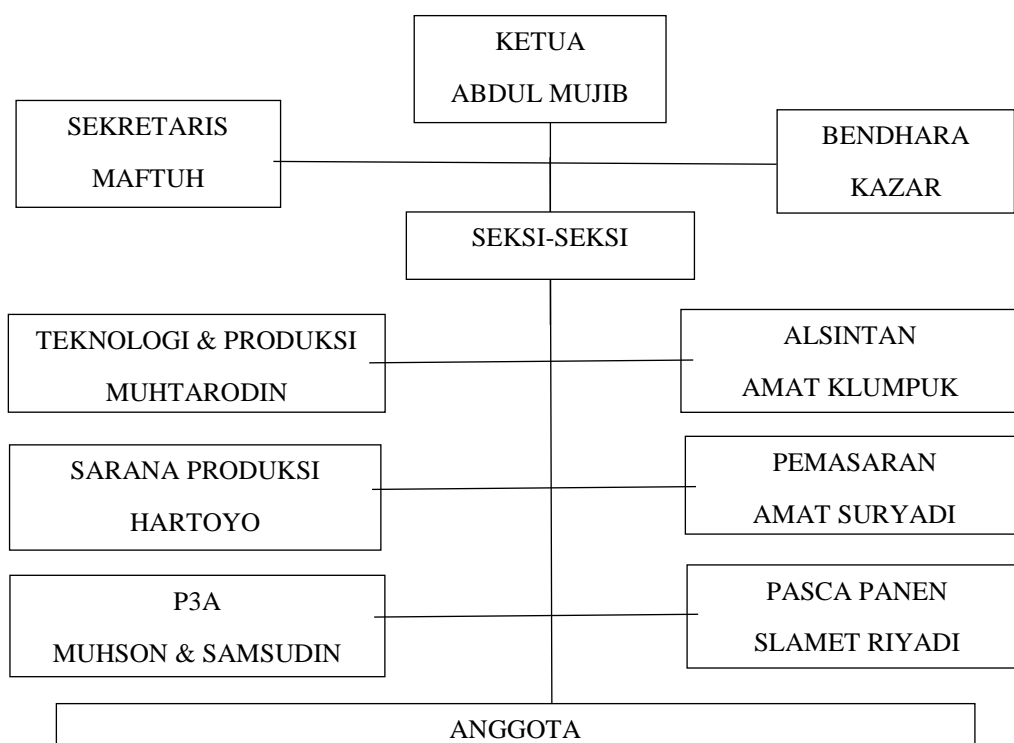 KETUA
ABDUL MUJIB
SEKRETARIS
MAFTUH
BENDHARA
KAZAR
SEKSI-SEKSI
TEKNOLOGI & PRODUKSI
MUHTARODIN
ALSINTAN
AMAT KLUMPUK
SARANA PRODUKSI
HARTOYO
PEMASARAN
AMAT SURYADI
P3A
MUHSON & SAMSUDIN
PASCA PANEN
SLAMET RIYADI
ANGGOTA